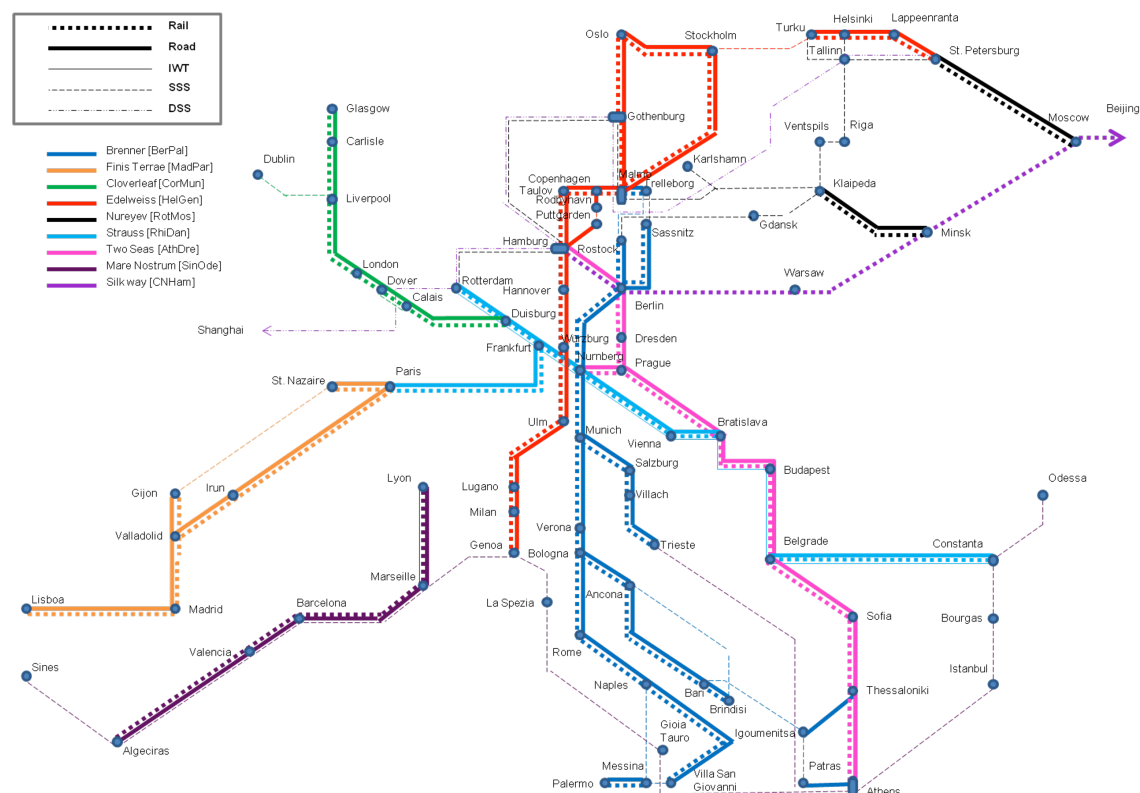 Rail
Road
IWT
SSS
DSS
Brenner [BerPal]
Finis Terrae [MadPar]
Cloverleaf [CorMun]
Edelweiss [HelGen]
Nureyev [RotMos]
Strauss [RhiDan]
Two Seas [AthDre]
Mare Nostrum [SinOde]
Silk way [CNHam]
Oslo
Stockholm
Turku
Helsinki
Lappeenranta
Tallinn
St. Petersburg
Glasgow
Gothenburg
Beijing
Moscow
Carlisle
Ventspils
Riga
Dublin
Karlshamn
Copenhagen
Malmo
Trelleborg
Taulov
Rodbyhavn
Klaipeda
Liverpool
Puttgarden
Sassnitz
Gdansk
Minsk
Hamburg
Rostock
London
Dover
Rotterdam
Hannover
Warsaw
Calais
Berlin
Shanghai
Duisburg
Frankfurt
Wurzburg
Dresden
Nurnberg
Prague
St. Nazaire
Paris
Ulm
Munich
Vienna
Bratislava
Salzburg
Budapest
Lyon
Gijon
Irun
Lugano
Villach
Odessa
Milan
Valladolid
Verona
Belgrade
Genoa
Bologna
Trieste
Constanta
Marseille
Lisboa
Madrid
Barcelona
La Spezia
Ancona
Sofia
Bourgas
Valencia
Rome
Sines
Istanbul
Naples
Bari
Thessaloniki
Brindisi
Algeciras
Gioia
Tauro
Igoumenitsa
Messina
Patras
Palermo
Villa San
Giovanni
Athens